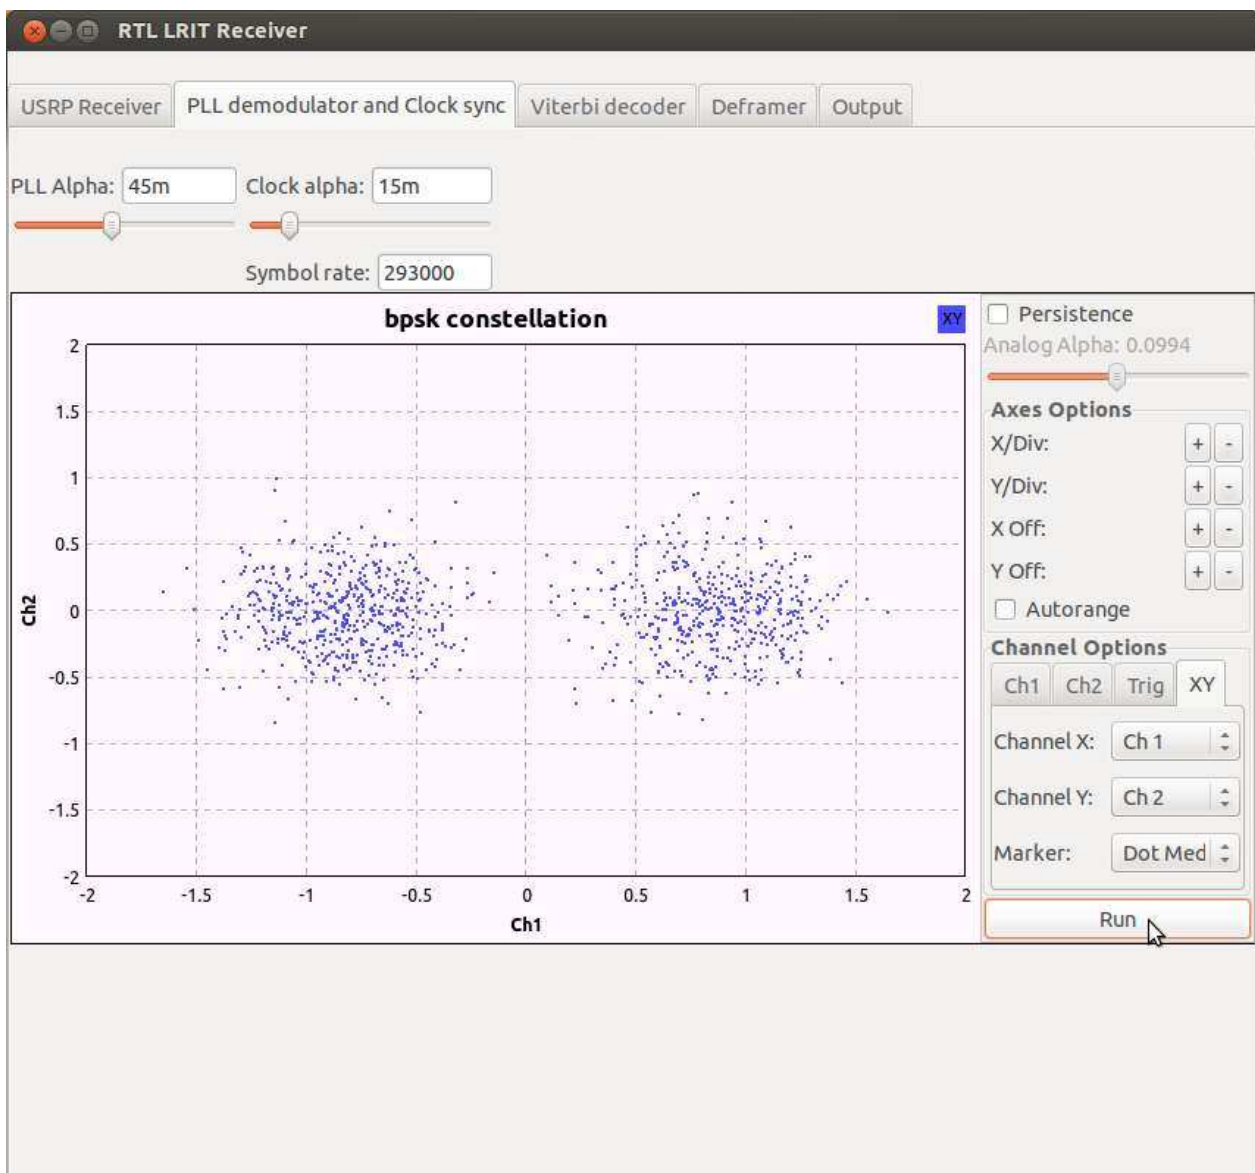 RTL LRIT Receiver
USRP Receiver PLL demodulator and Clock sync Viterbi decoder Deframer Output
PLL Alpha: 45m Clock alpha: 15m
Symbol rate: 293000
bpsk constellation XY
2
1.5
1
0.5
0
-0.5
-1
-1.5
-2
Ch2
-2 -1.5 -1 -0.5 0 0.5 1 1.5 2
Ch1
Persistence
Analog Alpha: 0.0994
Axes Options
X/Div: + -
Y/Div: + -
X Off: + -
Y Off: + -
Autorange
Channel Options
Ch1 Ch2 Trig XY
Channel X: Ch 1
Channel Y: Ch 2
Marker: Dot Med
Run